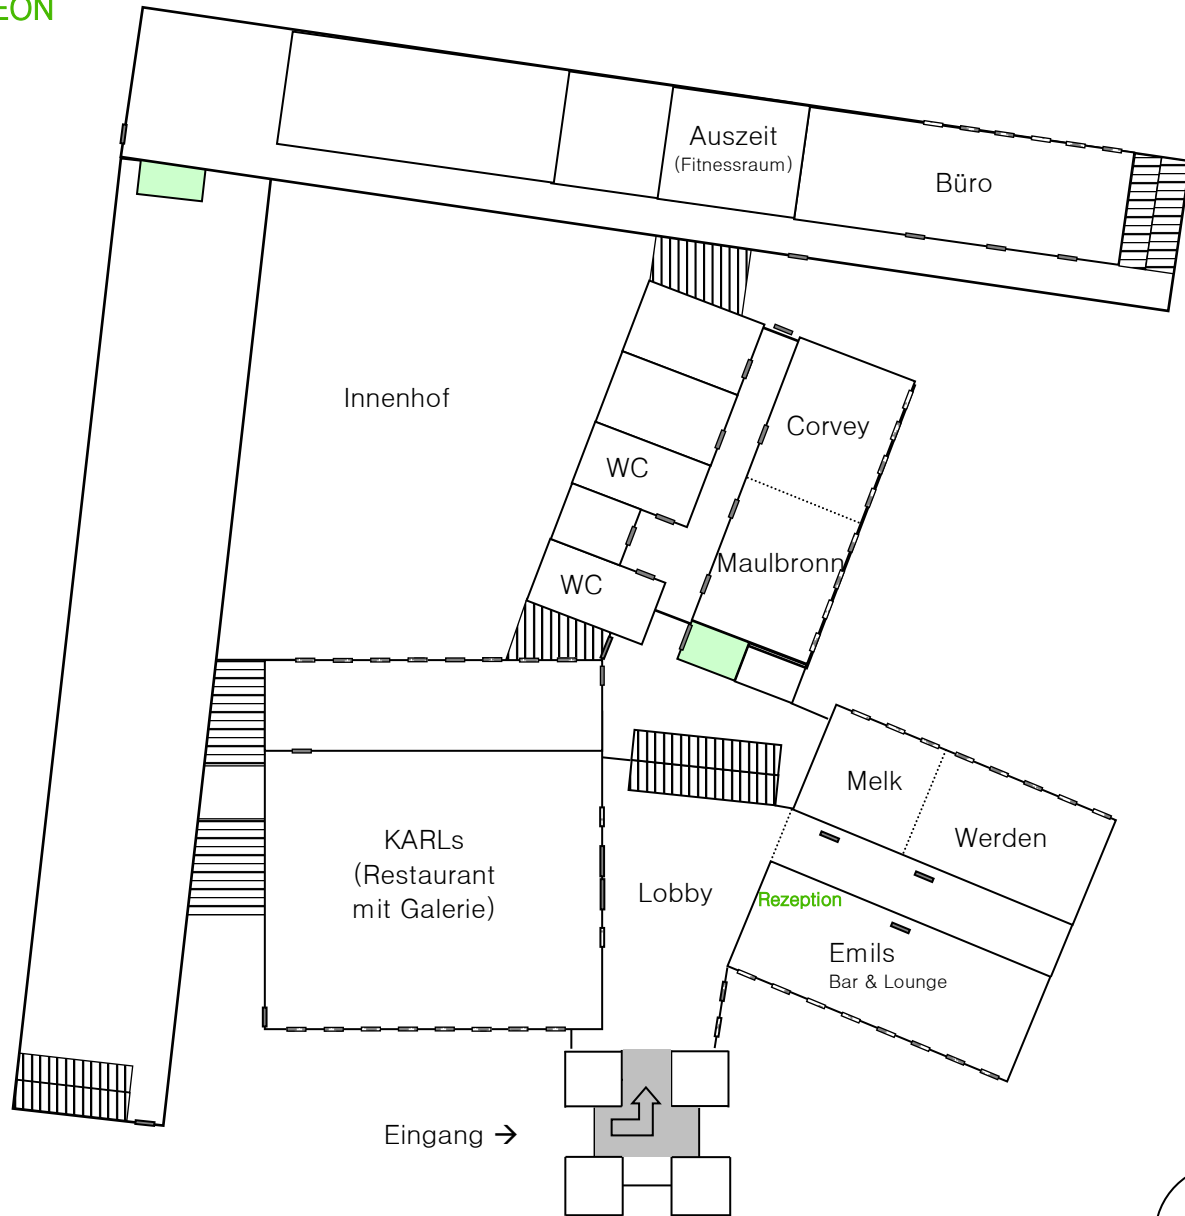 EON
Auszeit
(Fitnessraum)
Büro
Innenhof
Corvey
WC
Maulbronn
WC
Melk
Werden
KARLs
(Restaurant
mit Galerie)
Lobby
Rezeption
Emils
Bar & Lounge
Eingang →